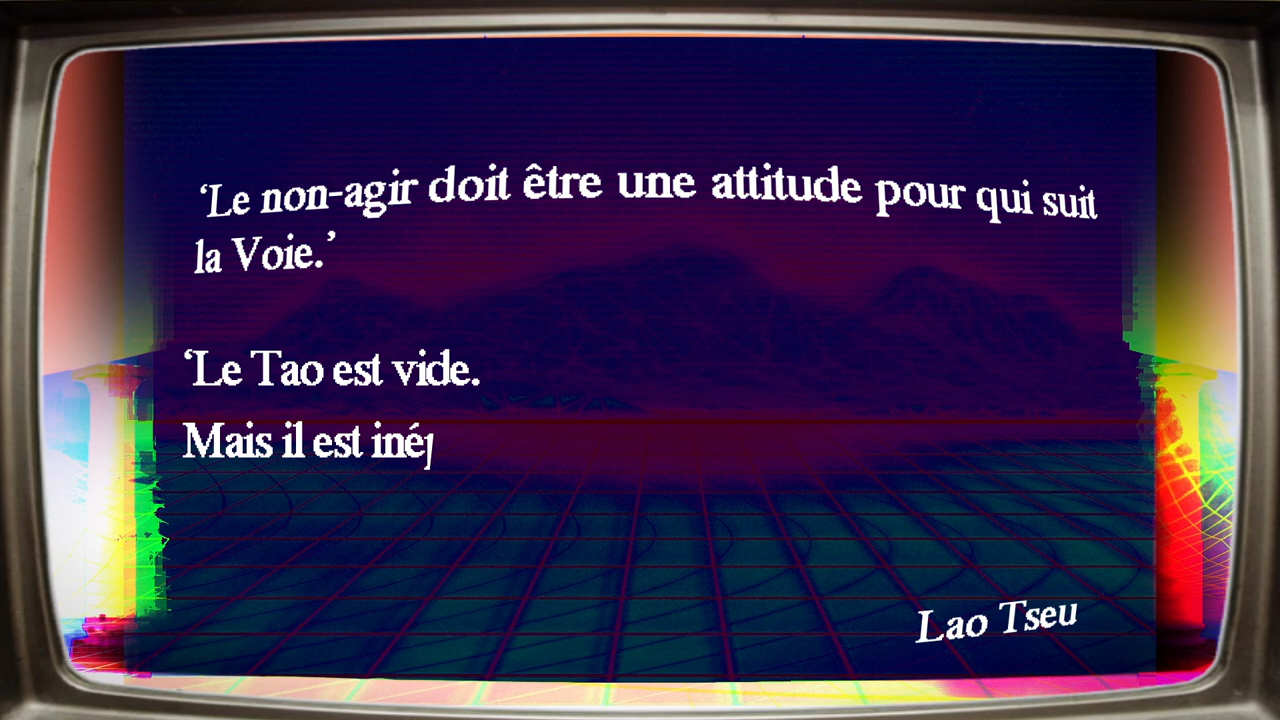 ‘Le non-agir doit être une attitude pour qui suit
la Voie.’
‘Le Tao est vide.
Mais il est iné
Lao Tseu